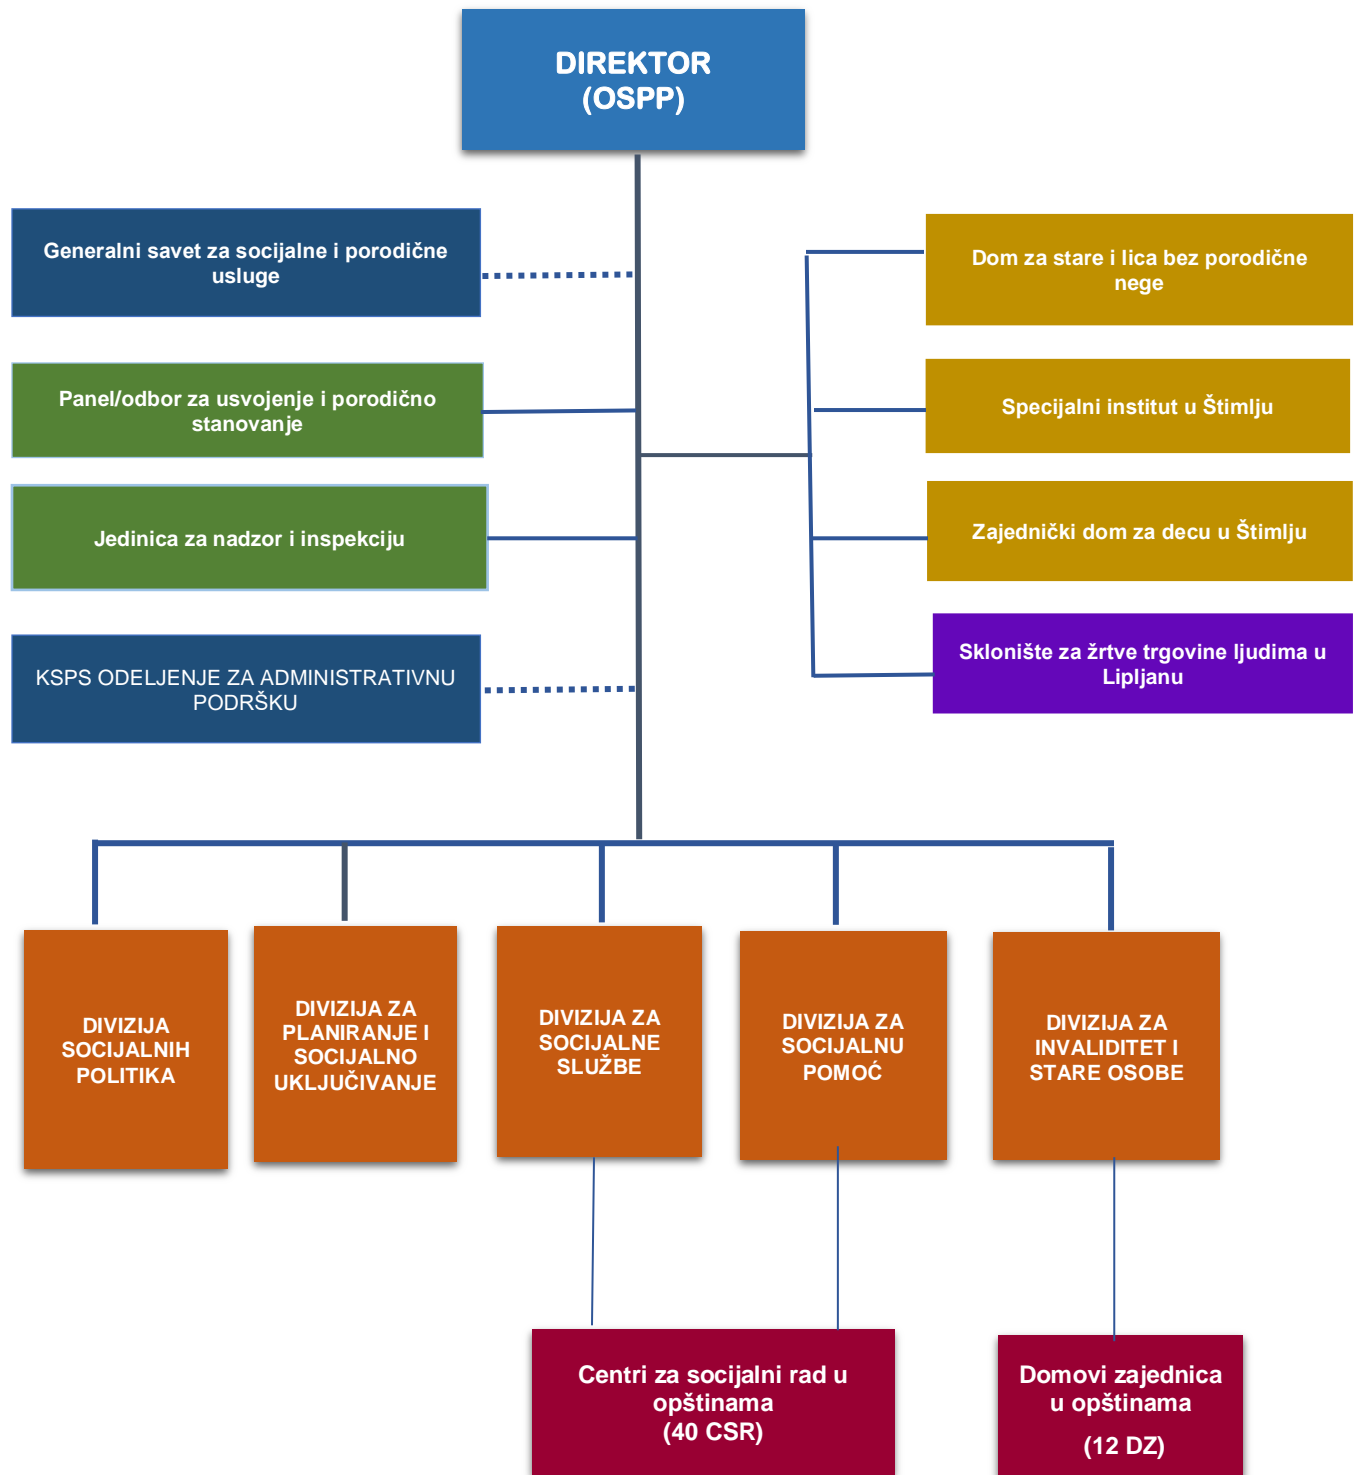 DIREKTOR
(OSPP)
Generalni savet za socijalne i porodične
usluge
Dom za stare i lica bez porodične
nege
Panel/odbor za usvojenje i porodično
stanovanje
Specijalni institut u Štimlju
Jedinica za nadzor i inspekciju
Zajednički dom za decu u Štimlju
KSPS ODELJENJE ZA ADMINISTRATIVNU
PODRŠKU
Sklonište za žrtve trgovine ljudima u
Lipljanu
DIVIZIJA
SOCIJALNIH
POLITIKA
DIVIZIJA ZA
PLANIRANJE I
SOCIJALNO
UKLJUČIVANJE
DIVIZIJA ZA
SOCIJALNE
SLUŽBE
DIVIZIJA ZA
SOCIJALNU
POMOĆ
DIVIZIJA ZA
INVALIDITET I
STARE OSOBE
Centri za socijalni rad u
opštinama
(40 CSR)
Domovi zajednica
u opštinama
(12 DZ)